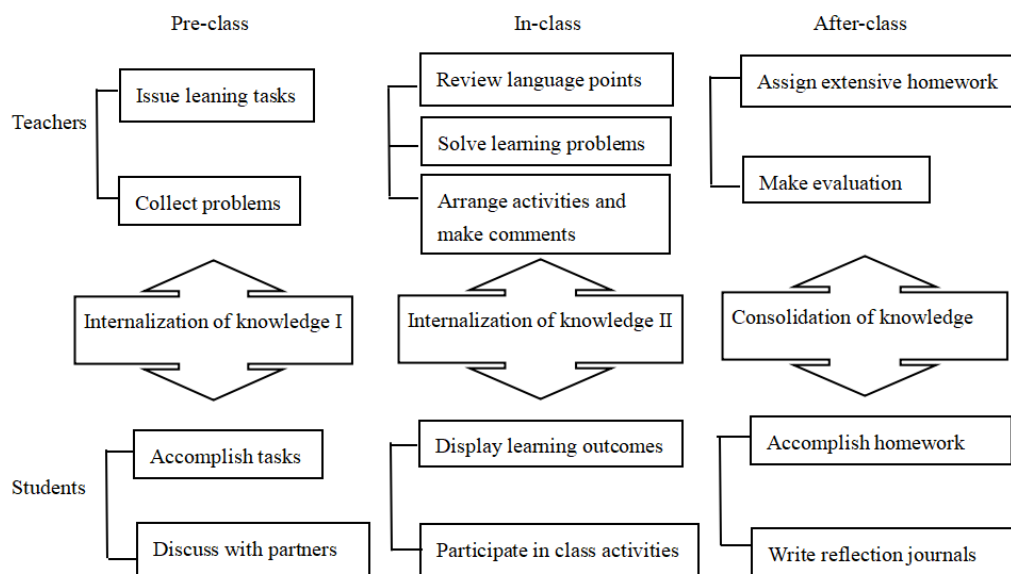 Pre-class
In-class
After-class
Teachers
Issue leaning tasks
Collect problems
Review language points
Solve learning problems
Arrange activities and
make comments
Assign extensive homework
Make evaluation
Internalization of knowledge I
Internalization of knowledge II
Consolidation of knowledge
Students
Accomplish tasks
Discuss with partners
Display learning outcomes
Participate in class activities
Accomplish homework
Write reflection journals